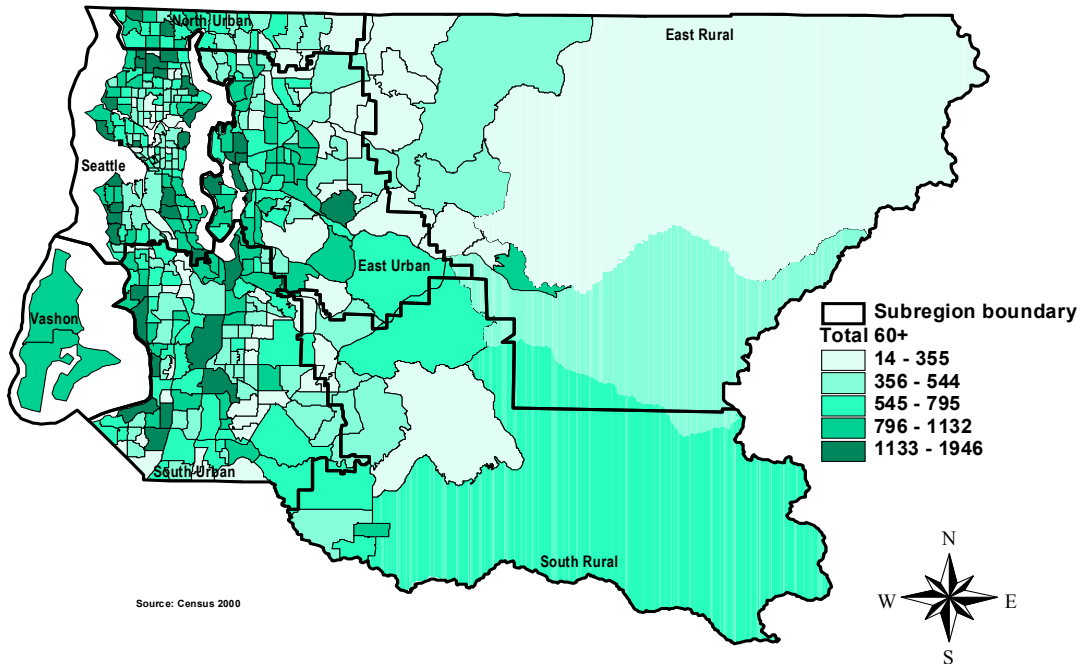 North Urban
East Rural
Seattle
East Urban
Vashon
Subregion boundary
Total 60+
14 - 355
356 - 544
545 - 795
796 - 1132
1133 - 1946
South Urban
South Rural
Source: Census 2000
N
W
E
S